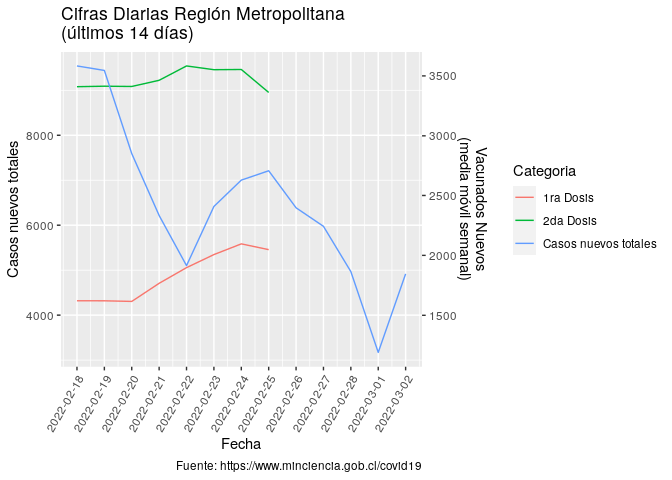 Cifras Diarias Región Metropolitana
(últimos 14 días)
Casos nuevos totales
8000
6000
4000
3500
3000
2500
2000
1500
Vacunados Nuevos
(media móvil semanal)
2022-02-18
2022-02-19
2022-02-20
2022-02-21
2022-02-22
2022-02-23
2022-02-24
2022-02-25
2022-02-26
2022-02-27
2022-02-28
2022-03-01
2022-03-02
Fecha
Categoria
1ra Dosis
2da Dosis
Casos nuevos totales
Fuente: https://www.minciencia.gob.cl/covid19